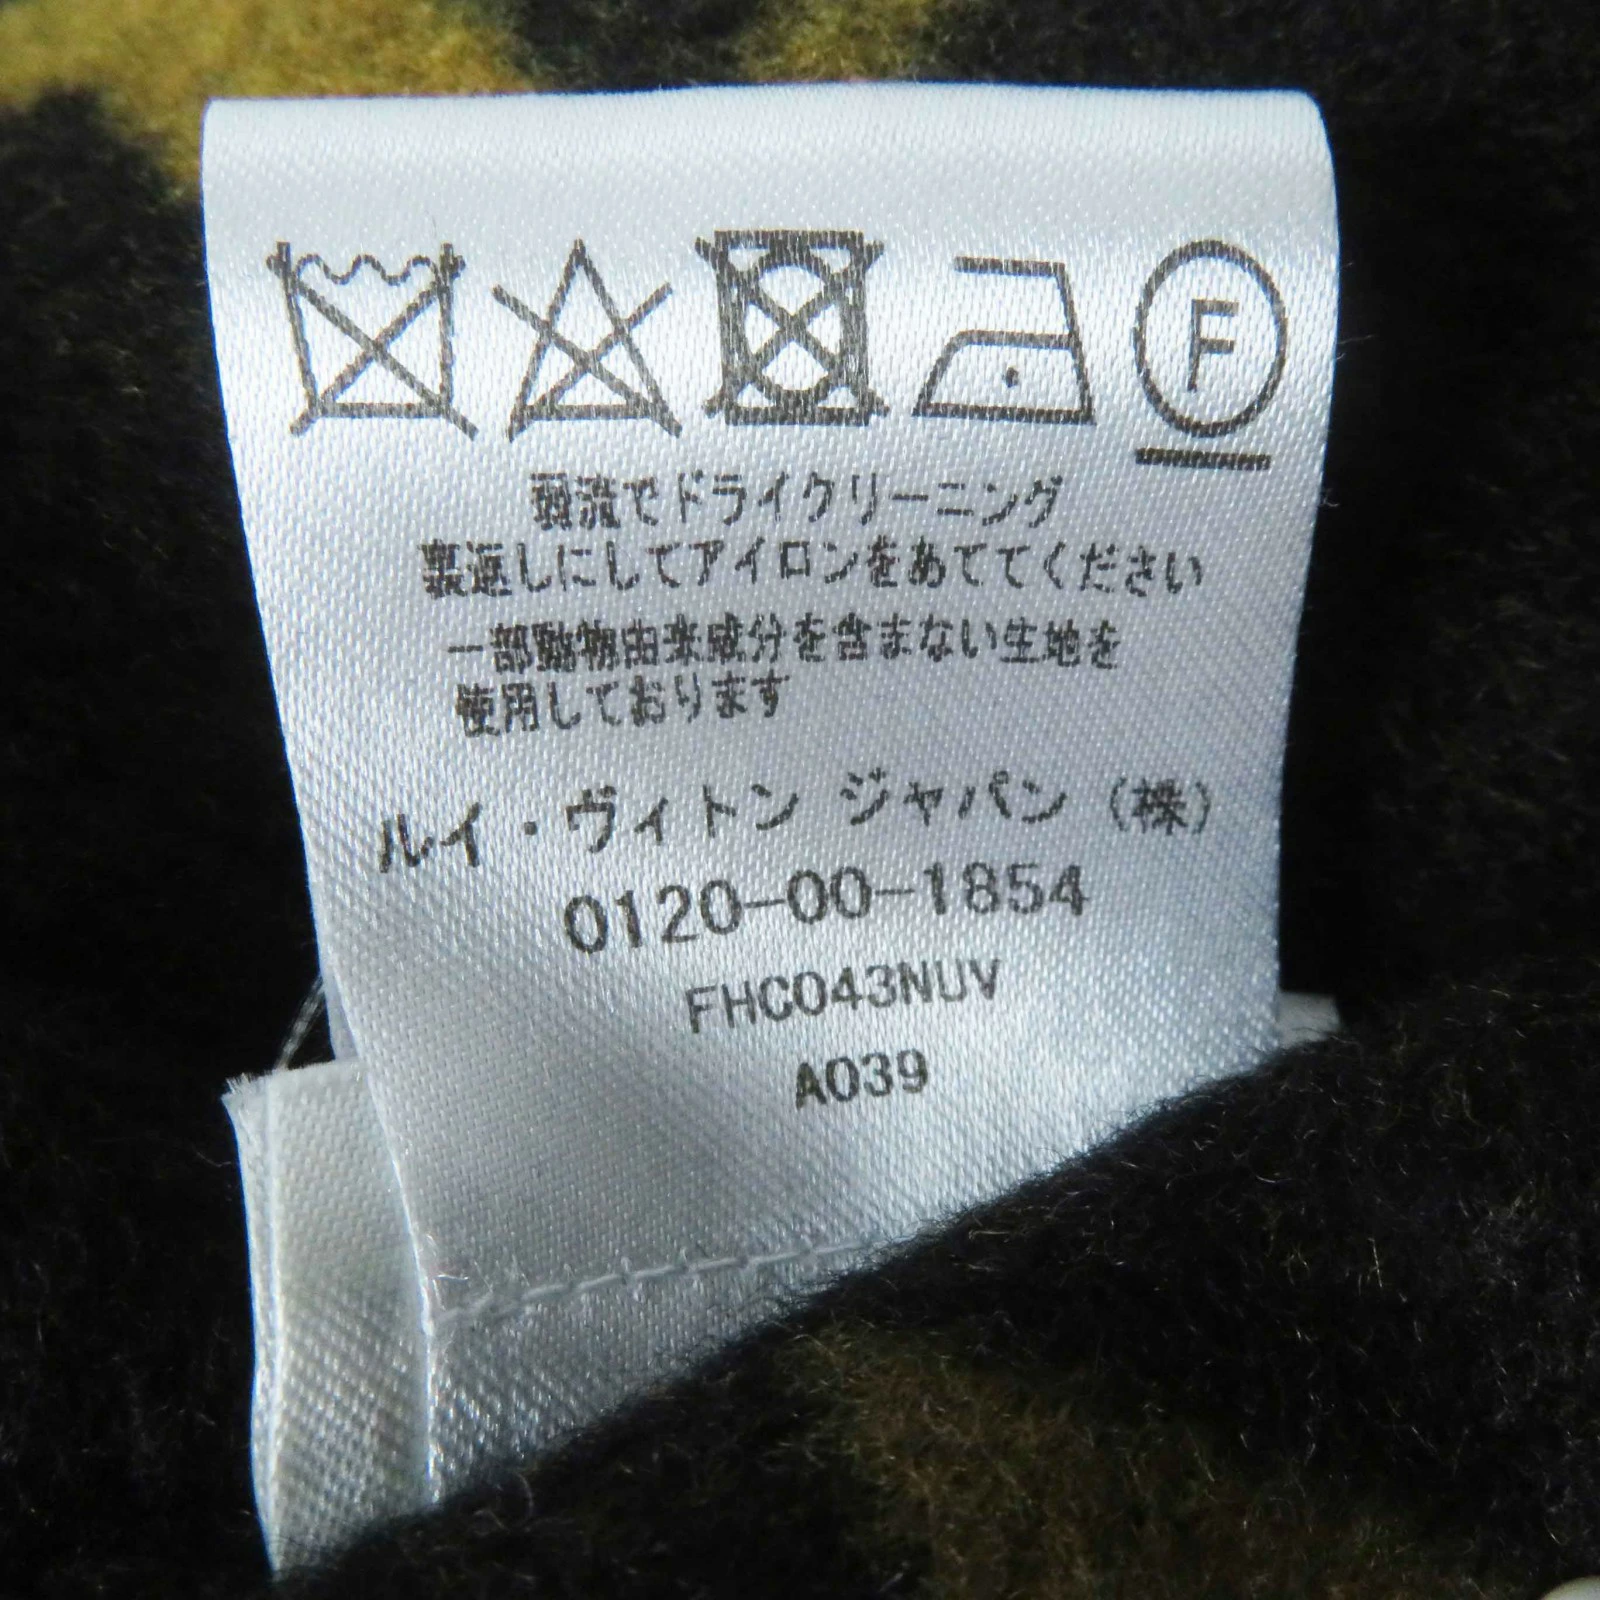 F
弱流でドライクリーニング
裏返しにしてアイロンをあててください
一部動物由来成分を含まない生地を
使用しております
ルイ・ヴィトン ジャパン (株)
0120-00-1854
FHC043NUV
A039